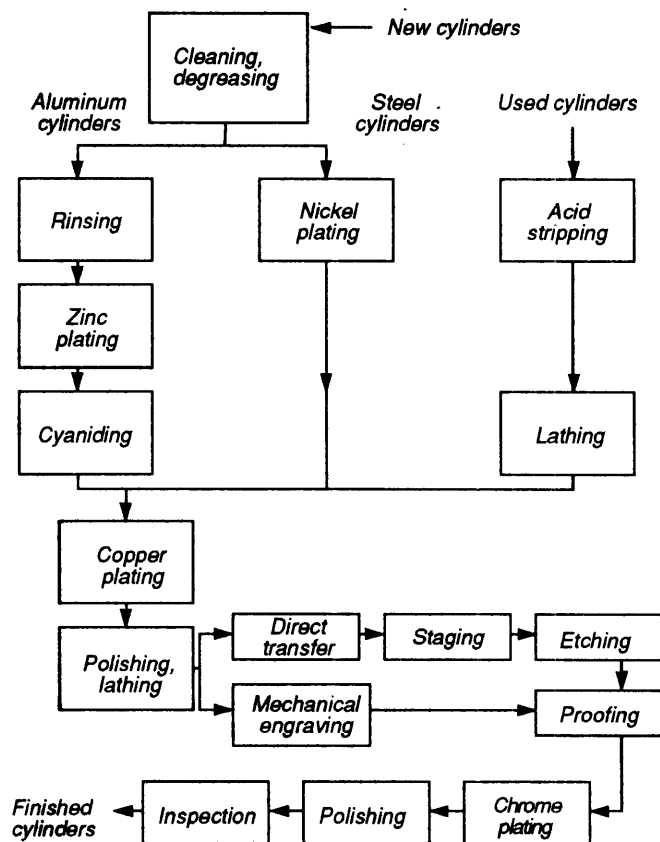 New cylinders
Cleaning,
degreasing
Aluminum
cylinders
Steel
cylinders
Used cylinders
Rinsing
Nickel
plating
Acid
stripping
Zinc
plating
Cyaniding
Lathing
Copper
plating
Direct
transfer
Staging
Etching
Polishing,
lathing
Mechanical
engraving
Proofing
Finished
cylinders
Inspection
Polishing
Chrome
plating